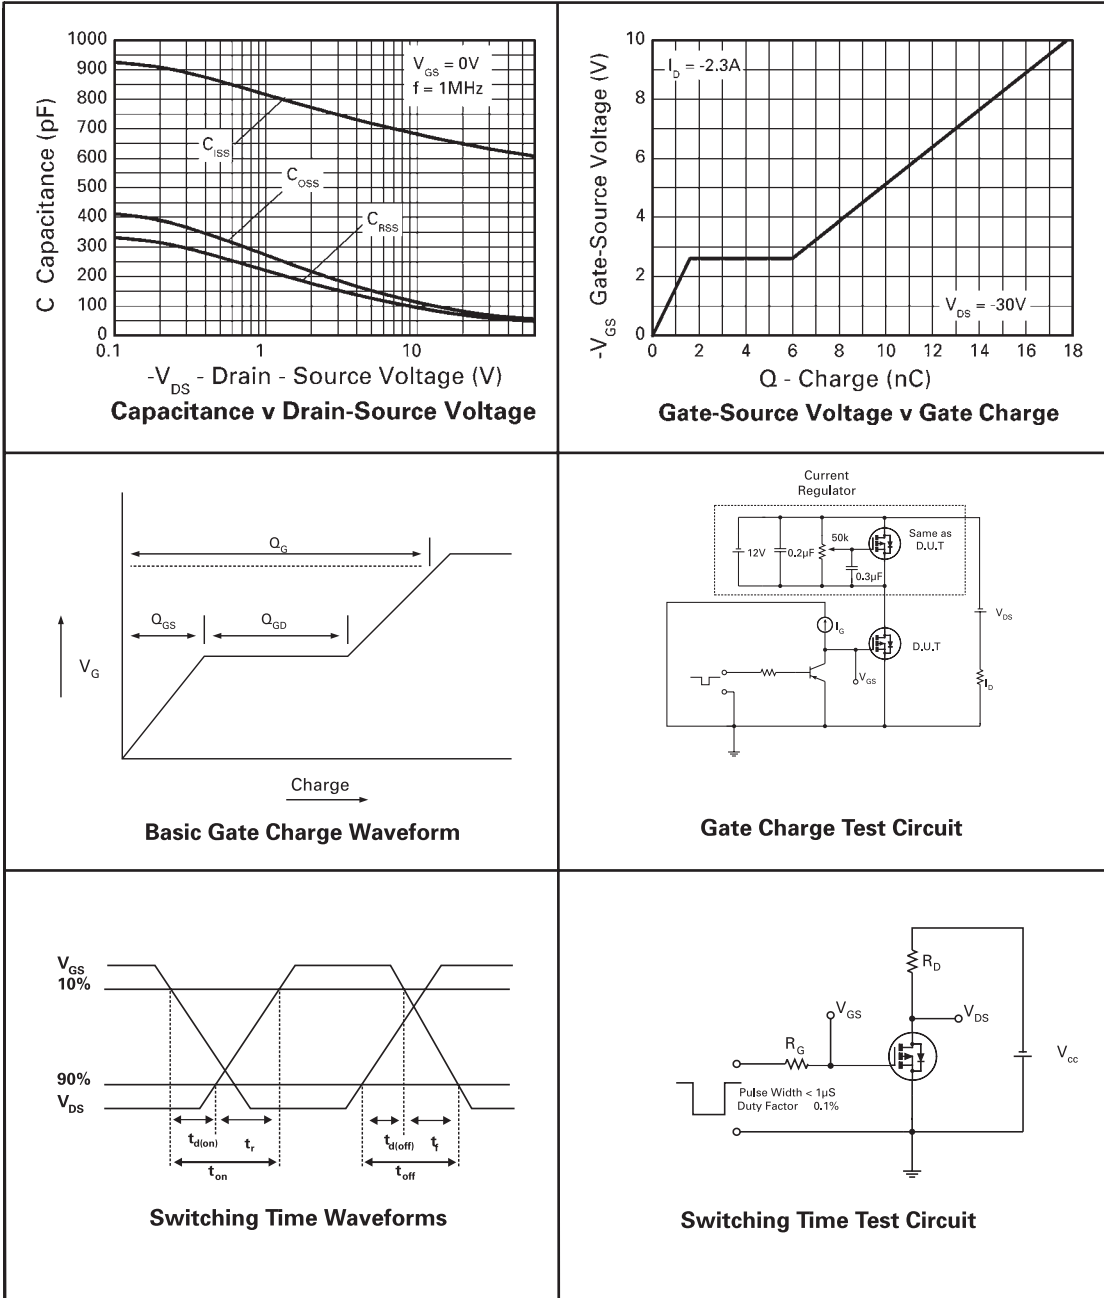 1000
900
800
700
600
500
400
300
200
100
0
0.1
1
10
V_GS = 0V
f = 1MHz
C_ISS
C_OSS
C_RSS
C Capacitance (pF)
-V_DS - Drain - Source Voltage (V)
Capacitance v Drain-Source Voltage
10
8
6
4
2
0
0
2
4
6
8
10
12
14
16
18
I_D = -2.3A
V_DS = -30V
-V_GS Gate-Source Voltage (V)
Q - Charge (nC)
Gate-Source Voltage v Gate Charge
Q_G
Q_GS
Q_GD
V_G
Charge
Basic Gate Charge Waveform
Current
Regulator
12V
0.2µF
50k
0.3µF
Same as
D.U.T
V_DS
I_G
D.U.T
V_GS
I_D
Gate Charge Test Circuit
V_GS
10%
90%
V_DS
t_d(on)
t_r
t_d(off)
t_f
t_on
t_off
Switching Time Waveforms
R_D
V_GS
V_DS
R_G
V_cc
Pulse Width < 1µS
Duty Factor 0.1%
Switching Time Test Circuit